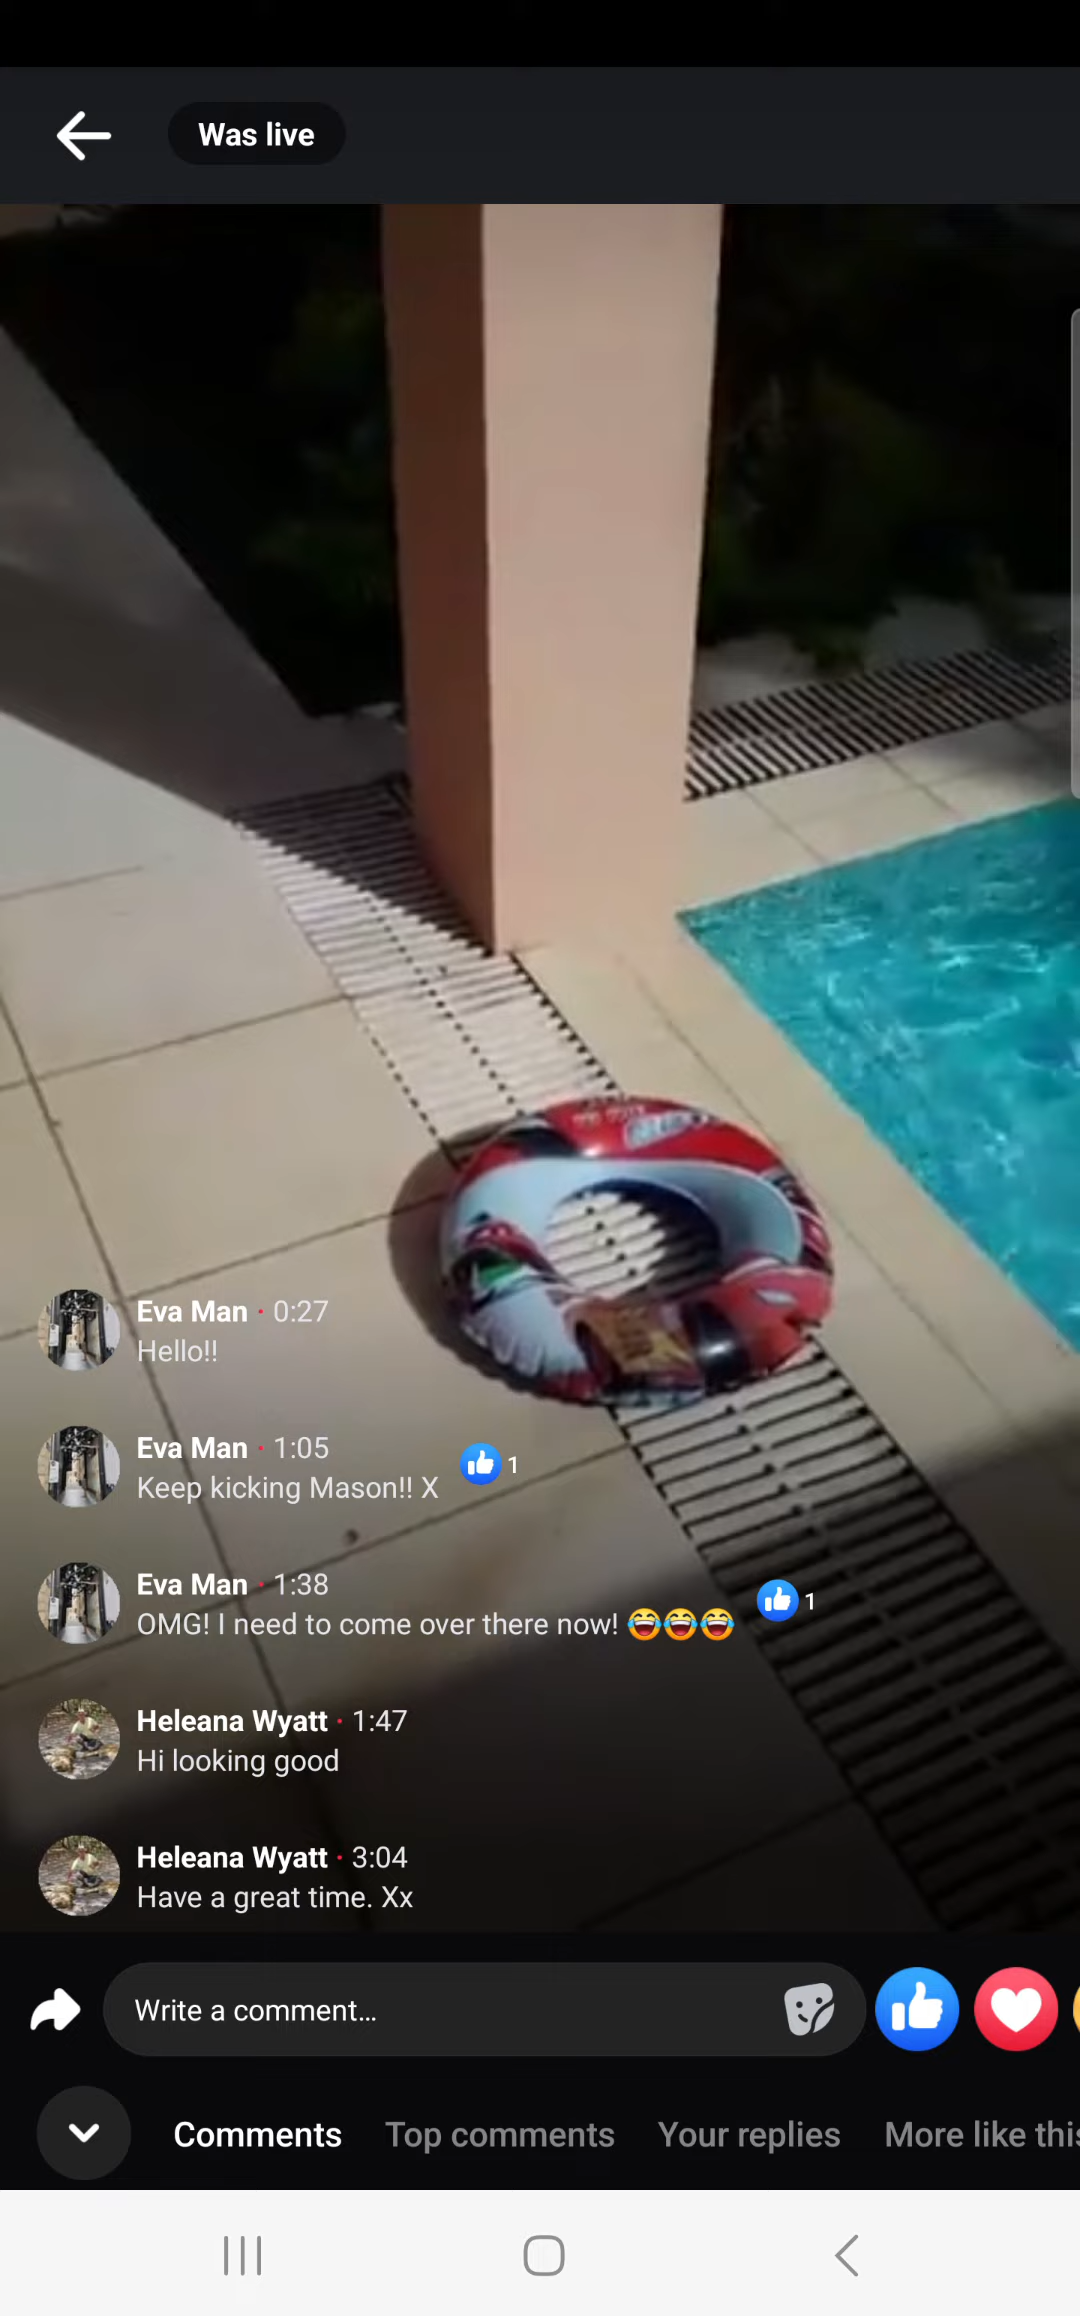 Was live
Eva Man · 0:27
Hello!!
Eva Man · 1:05
Keep kicking Mason!! X
1
Eva Man · 1:38
OMG! I need to come over there now! 😂😂😂
1
Heleana Wyatt · 1:47
Hi looking good
Heleana Wyatt · 3:04
Have a great time. Xx
Write a comment...
Comments Top comments Your replies More like this